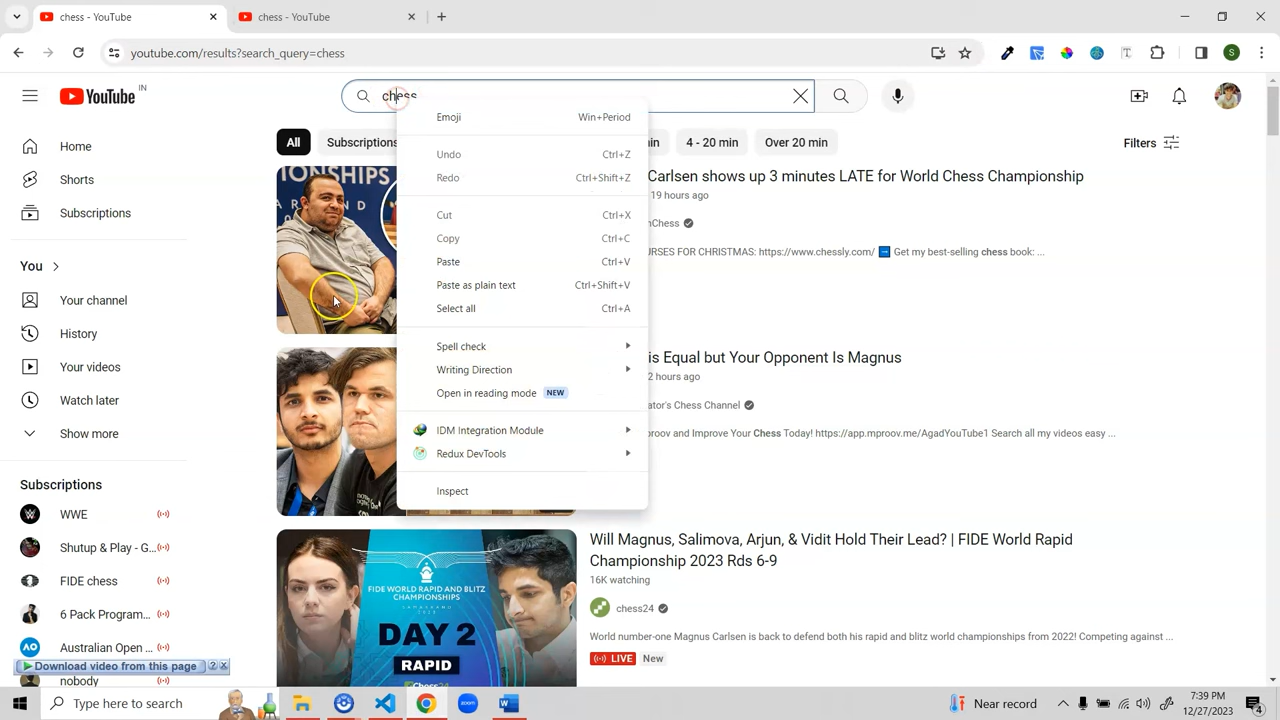 chess - YouTube
chess - YouTube
youtube.com/results?search_query=chess
YouTube IN
chess
Home
Shorts
Subscriptions
You
Your channel
History
Your videos
Watch later
Show more
Subscriptions
WWE
Shutup & Play - G...
FIDE chess
6 Pack Program...
Australian Open ...
nobody
Download video from this page ? X
All
Subscriptions
in
4 - 20 min
Over 20 min
Filters
Emoji Win+Period
Undo Ctrl+Z
Redo Ctrl+Shift+Z
Cut Ctrl+X
Copy Ctrl+C
Paste Ctrl+V
Paste as plain text Ctrl+Shift+V
Select all Ctrl+A
Spell check
Writing Direction
Open in reading mode NEW
IDM Integration Module
Redux DevTools
Inspect
IONSHIPS
Carlsen shows up 3 minutes LATE for World Chess Championship
19 hours ago
nChess
URSES FOR CHRISTMAS: https://www.chessly.com/ Get my best-selling chess book: ...
is Equal but Your Opponent Is Magnus
2 hours ago
ator's Chess Channel
proov and Improve Your Chess Today! https://app.mproov.me/AgadYouTube1 Search all my videos easy ...
FIDE WORLD RAPID AND BLITZ
CHAMPIONSHIPS
SAMARKAND
DAY 2
RAPID
Chess24
Will Magnus, Salimova, Arjun, & Vidit Hold Their Lead? | FIDE World Rapid
Championship 2023 Rds 6-9
16K watching
chess24
World number-one Magnus Carlsen is back to defend both his rapid and blitz world championships from 2022! Competing against ...
LIVE New
Type here to search
zoom
W
Near record
7:39 PM
12/27/2023
4
S